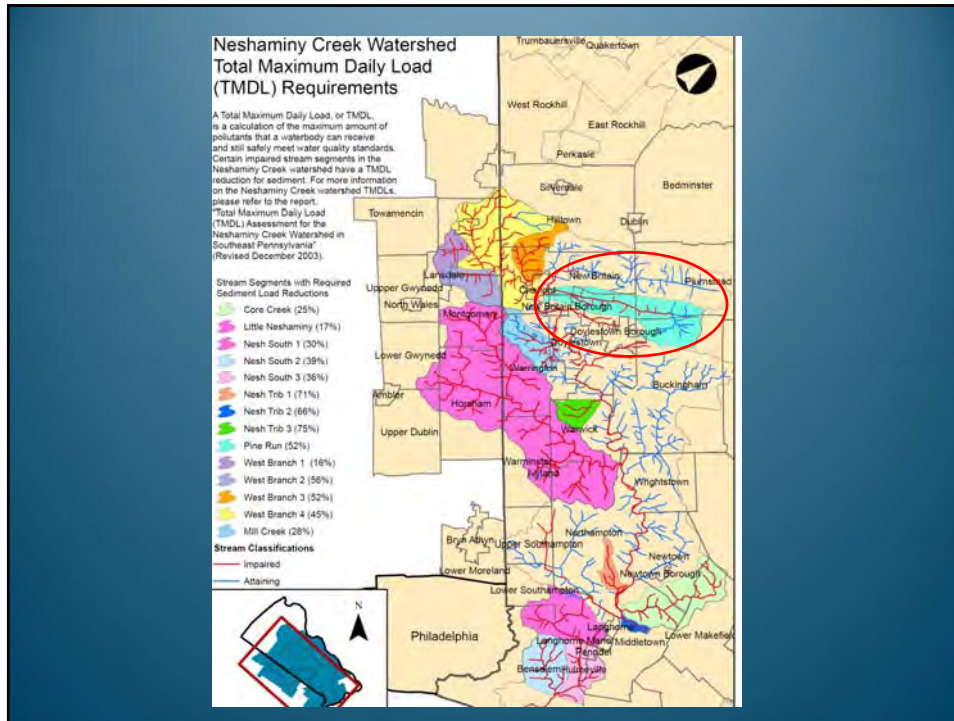 Neshaminy Creek Watershed
Total Maximum Daily Load
(TMDL) Requirements
A Total Maximum Daily Load, or TMDL,
is a calculation of the maximum amount of
pollutants that a waterbody can receive
and still safely meet water quality standards.
Certain impaired stream segments in the
Neshaminy Creek watershed have a TMDL
reduction for sediment. For more information
on the Neshaminy Creek watershed TMDLs,
please refer to the report.
"Total Maximum Daily Load
(TMDL) Assessment for the
Neshaminy Creek Watershed in
Southeast Pennsylvania"
(Revised December 2003).
Stream Segments with Required
Sediment Load Reductions
Core Creek (25%)
Little Neshaminy (17%)
Nesh South 1 (30%)
Nesh South 2 (39%)
Nesh South 3 (36%)
Nesh Trib 1 (71%)
Nesh Trib 2 (66%)
Nesh Trib 3 (75%)
Pine Run (52%)
West Branch 1 (16%)
West Branch 2 (56%)
West Branch 3 (52%)
West Branch 4 (45%)
Mill Creek (28%)
Stream Classifications
Impaired
Attaining
N
Trumbauersville
Quakertown
West Rockhill
East Rockhill
Perkasie
Silverdale
Bedminster
Towamencin
Hilltown
Dublin
Lansdale
New Britain
Plumstead
Upper Gwynedd
Chalfont
North Wales
New Britain Borough
Montgomery
Doylestown Borough
Doylestown
Lower Gwynedd
Warrington
Buckingham
Ambler
Horsham
Upper Dublin
Warwick
Warminster
Ivyland
Wrightstown
Northampton
Bryn Athyn
Upper Southampton
Newtown
Lower Moreland
Newtown Borough
Lower Southampton
Philadelphia
Langhorne
Langhorne Manor
Middletown
Lower Makefield
Penndel
Bensalem
Hulmeville